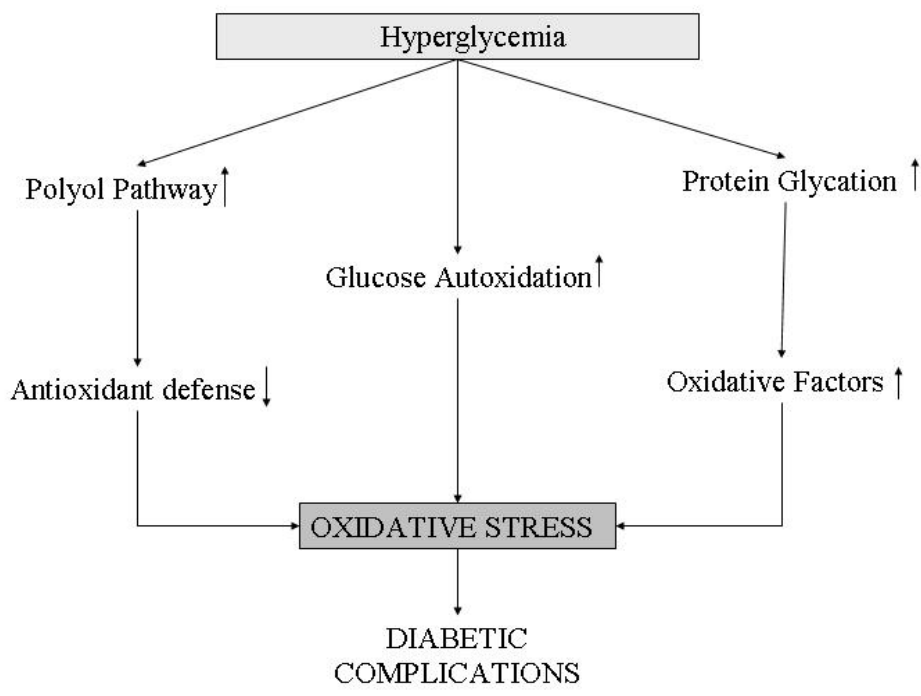 Hyperglycemia
Polyol Pathway↑
Protein Glycation ↑
Glucose Autoxidation↑
Antioxidant defense↓
Oxidative Factors ↑
OXIDATIVE STRESS
DIABETIC
COMPLICATIONS